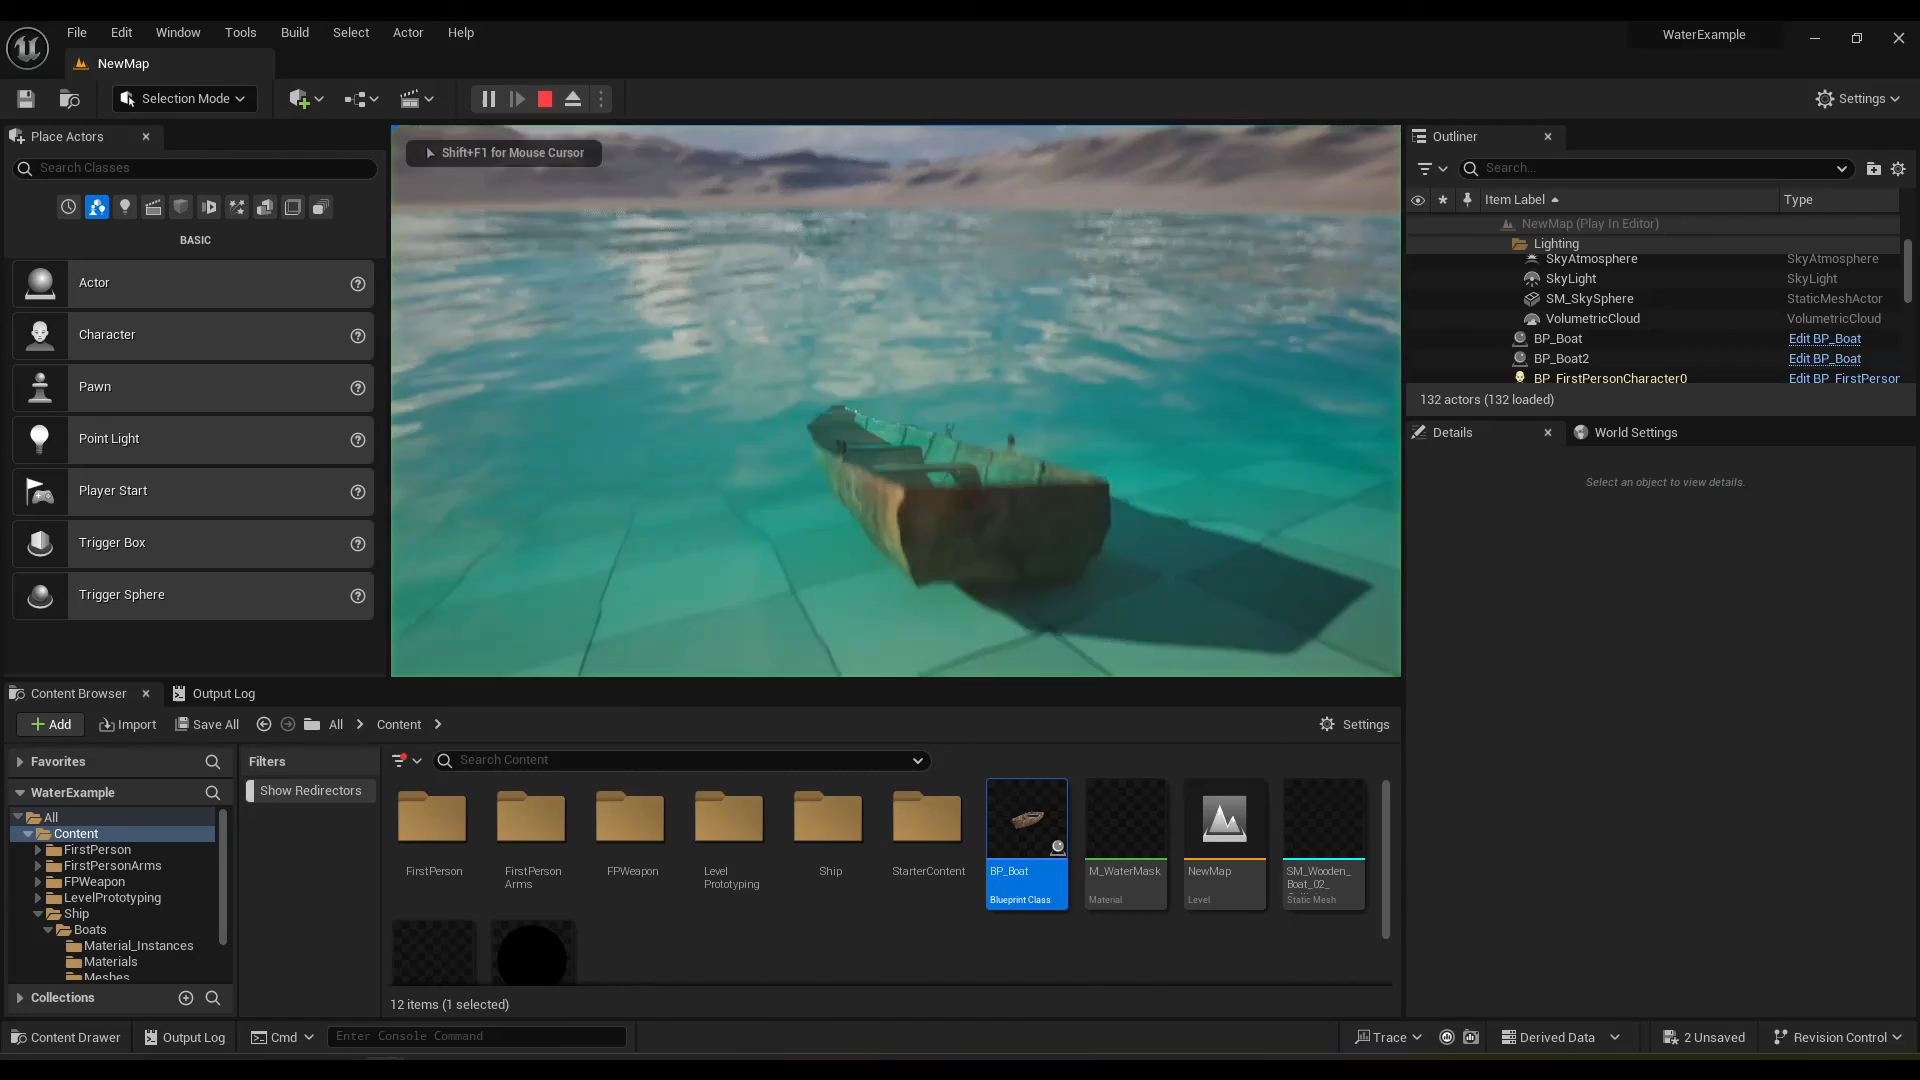 File Edit Window Tools Build Select Actor Help
WaterExample
NewMap
Selection Mode
Settings
Place Actors
Search Classes
BASIC
Actor
Character
Pawn
Point Light
Player Start
Trigger Box
Trigger Sphere
Shift+F1 for Mouse Cursor
Outliner
Search...
Item Label Type
NewMap (Play In Editor)
Lighting
SkyAtmosphere SkyAtmosphere
SkyLight SkyLight
SM_SkySphere StaticMeshActor
VolumetricCloud VolumetricCloud
BP_Boat Edit BP_Boat
BP_Boat2 Edit BP_Boat
BP_FirstPersonCharacter0 Edit BP_FirstPerson
132 actors (132 loaded)
Details World Settings
Select an object to view details.
Content Browser Output Log
Add Import Save All All Content
Settings
Favorites
WaterExample
All
Content
FirstPerson
FirstPersonArms
FPWeapon
LevelPrototyping
Ship
Boats
Material_Instances
Materials
Meshes
Collections
Filters
Show Redirectors
Search Content
FirstPerson
FirstPerson
Arms
FPWeapon
Level
Prototyping
Ship
StarterContent
BP_Boat
Blueprint Class
M_WaterMask
Material
NewMap
Level
SM_Wooden_
Boat_02_
Static Mesh
12 items (1 selected)
Content Drawer Output Log Cmd Enter Console Command
Trace Derived Data 2 Unsaved Revision Control